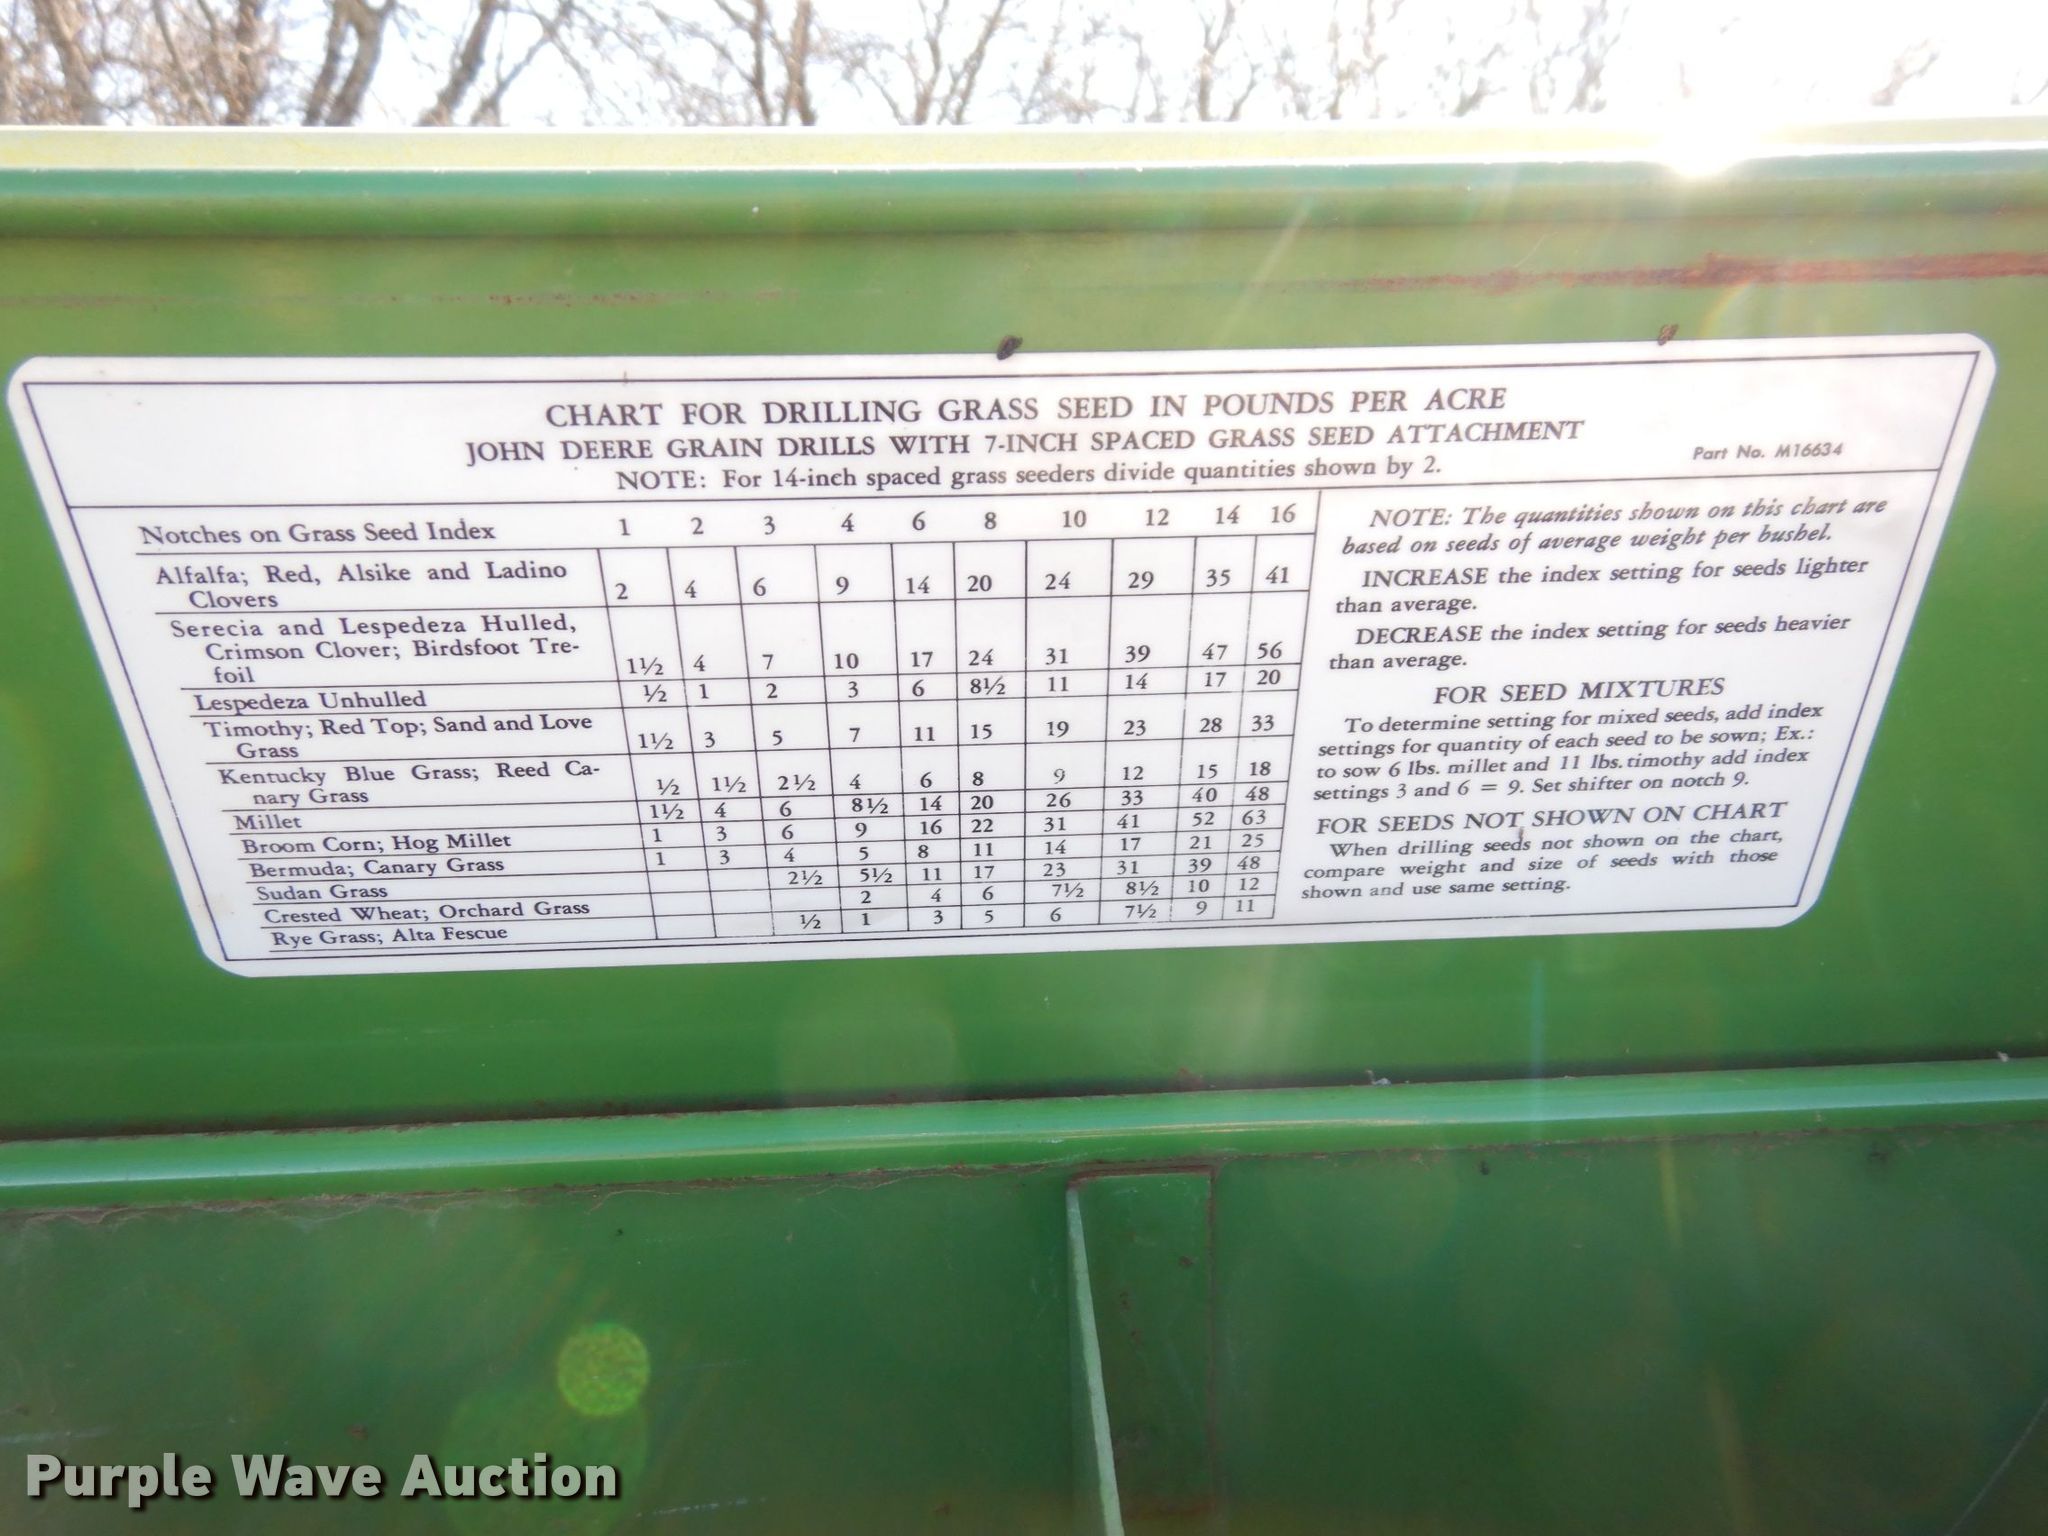 CHART FOR DRILLING GRASS SEED IN POUNDS PER ACRE
JOHN DEERE GRAIN DRILLS WITH 7-INCH SPACED GRASS SEED ATTACHMENT
NOTE: For 14-inch spaced grass seeders divide quantities shown by 2.
Part No. M16634
Notches on Grass Seed Index 1 2 3 4 6 8 10 12 14 16
Alfalfa; Red, Alsike and Ladino
Clovers 2 4 6 9 14 20 24 29 35 41
Serecia and Lespedeza Hulled,
Crimson Clover; Birdsfoot Tre-
foil 1½ 4 7 10 17 24 31 39 47 56
Lespedeza Unhulled ½ 1 2 3 6 8½ 11 14 17 20
Timothy; Red Top; Sand and Love
Grass 1½ 3 5 7 11 15 19 23 28 33
Kentucky Blue Grass; Reed Ca-
nary Grass ½ 1½ 2½ 4 6 8 9 12 15 18
Millet 1½ 4 6 8½ 14 20 26 33 40 48
Broom Corn; Hog Millet 1 3 6 9 16 22 31 41 52 63
Bermuda; Canary Grass 1 3 4 5 8 11 14 17 21 25
Sudan Grass 2½ 5½ 11 17 23 31 39 48
Crested Wheat; Orchard Grass 2 4 6 7½ 8½ 10 12
Rye Grass; Alta Fescue ½ 1 3 5 6 7½ 9 11
NOTE: The quantities shown on this chart are
based on seeds of average weight per bushel.
INCREASE the index setting for seeds lighter
than average.
DECREASE the index setting for seeds heavier
than average.
FOR SEED MIXTURES
To determine setting for mixed seeds, add index
settings for quantity of each seed to be sown; Ex.:
to sow 6 lbs. millet and 11 lbs. timothy add index
settings 3 and 6 = 9. Set shifter on notch 9.
FOR SEEDS NOT SHOWN ON CHART
When drilling seeds not shown on the chart,
compare weight and size of seeds with those
shown and use same setting.
Purple Wave Auction